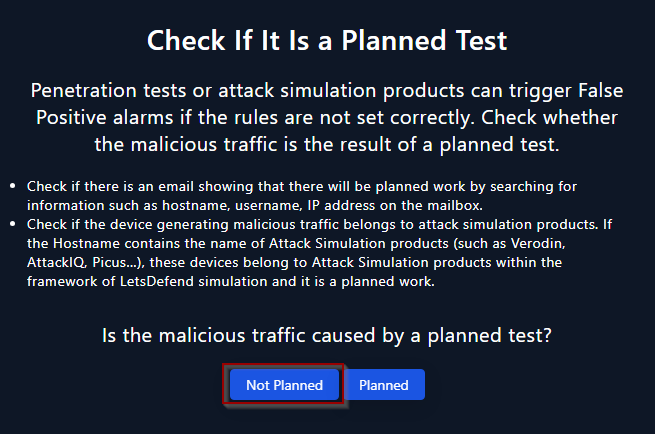 Check If It Is a Planned Test
Penetration tests or attack simulation products can trigger False
Positive alarms if the rules are not set correctly. Check whether
the malicious traffic is the result of a planned test.
Check if there is an email showing that there will be planned work by searching for
information such as hostname, username, IP address on the mailbox.
Check if the device generating malicious traffic belongs to attack simulation products. If
the Hostname contains the name of Attack Simulation products (such as Verodin,
AttackIQ, Picus...), these devices belong to Attack Simulation products within the
framework of LetsDefend simulation and it is a planned work.
Is the malicious traffic caused by a planned test?
Not Planned Planned